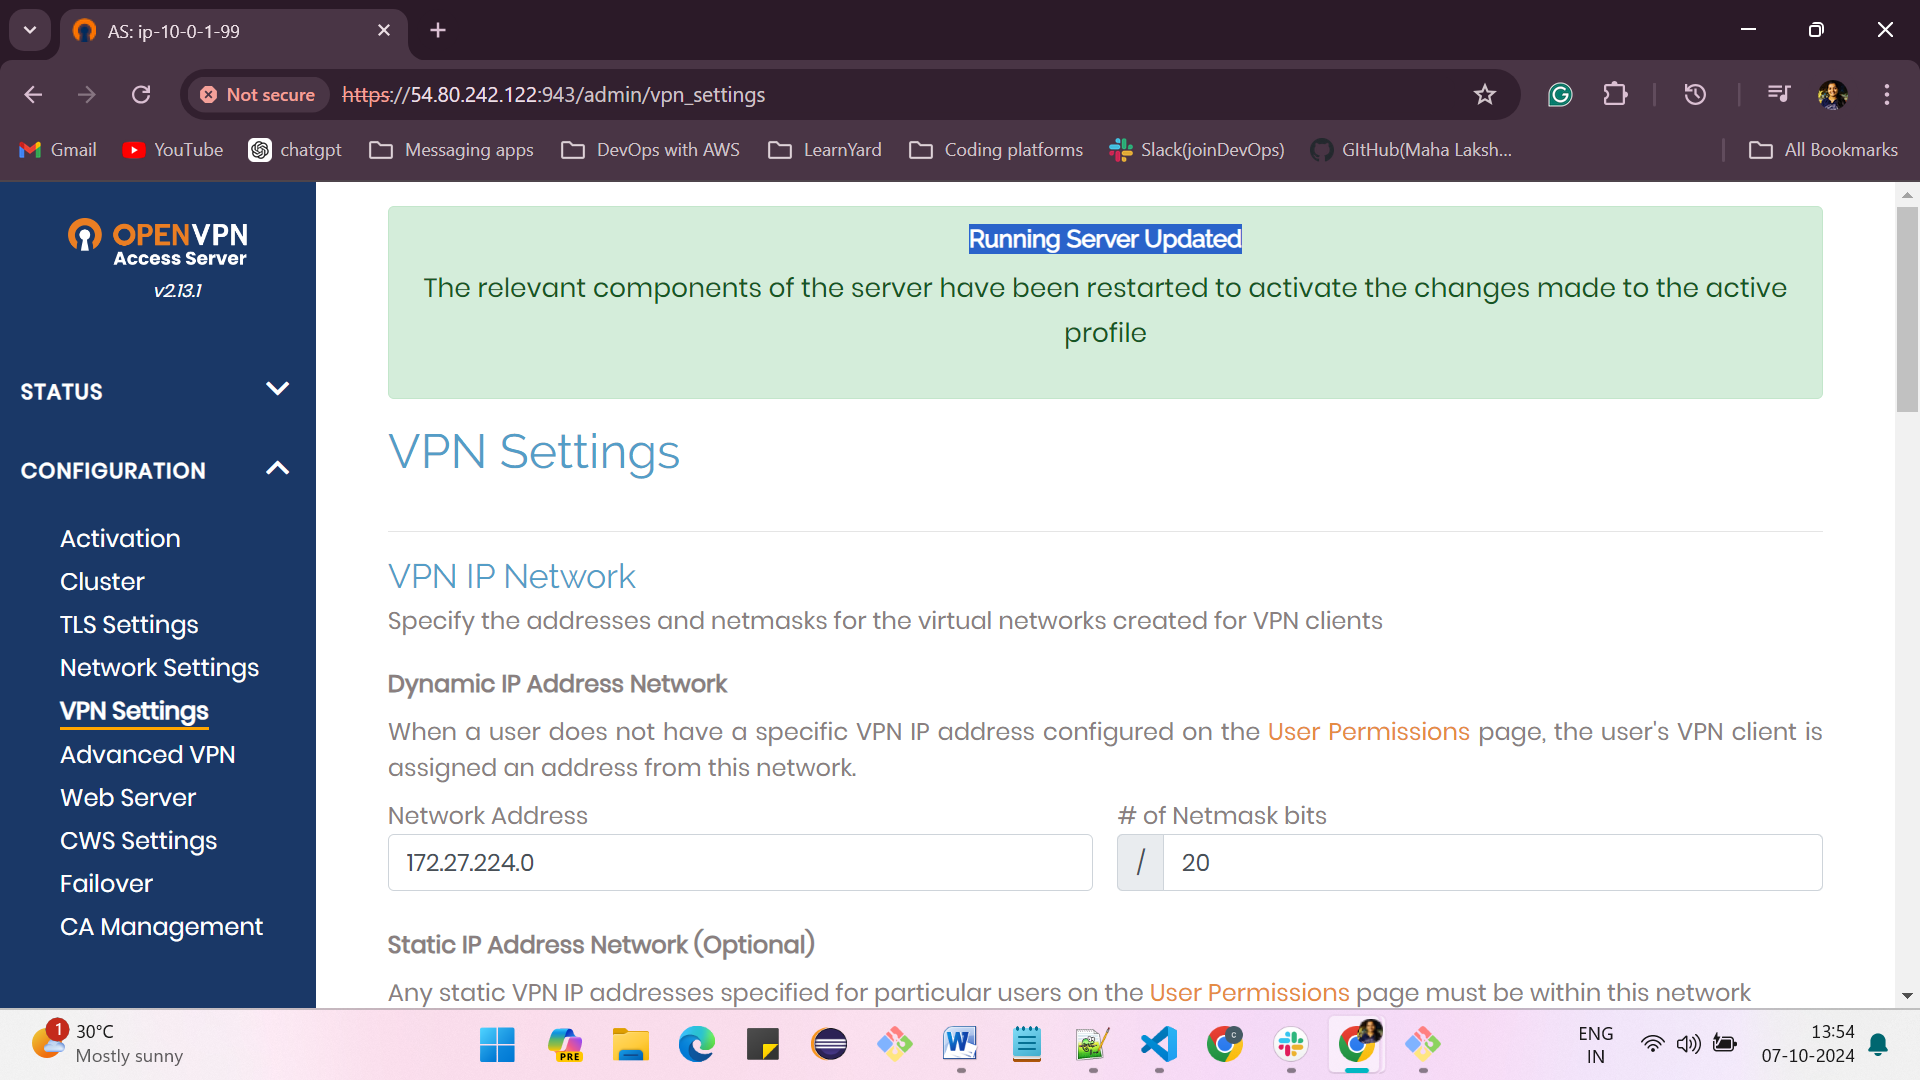 AS: ip-10-0-1-99
Not secure
https://54.80.242.122:943/admin/vpn_settings
Gmail
YouTube
chatgpt
Messaging apps
DevOps with AWS
LearnYard
Coding platforms
Slack(joinDevOps)
GItHub(Maha Laksh...
All Bookmarks
OPENVPN
Access Server
v2.13.1
STATUS
CONFIGURATION
Activation
Cluster
TLS Settings
Network Settings
VPN Settings
Advanced VPN
Web Server
CWS Settings
Failover
CA Management
Running Server Updated
The relevant components of the server have been restarted to activate the changes made to the active
profile
VPN Settings
VPN IP Network
Specify the addresses and netmasks for the virtual networks created for VPN clients
Dynamic IP Address Network
When a user does not have a specific VPN IP address configured on the User Permissions page, the user's VPN client is
assigned an address from this network.
Network Address
# of Netmask bits
172.27.224.0
/ 20
Static IP Address Network (Optional)
Any static VPN IP addresses specified for particular users on the User Permissions page must be within this network
1
30°C
Mostly sunny
PRE
W
C
ENG
IN
13:54
07-10-2024